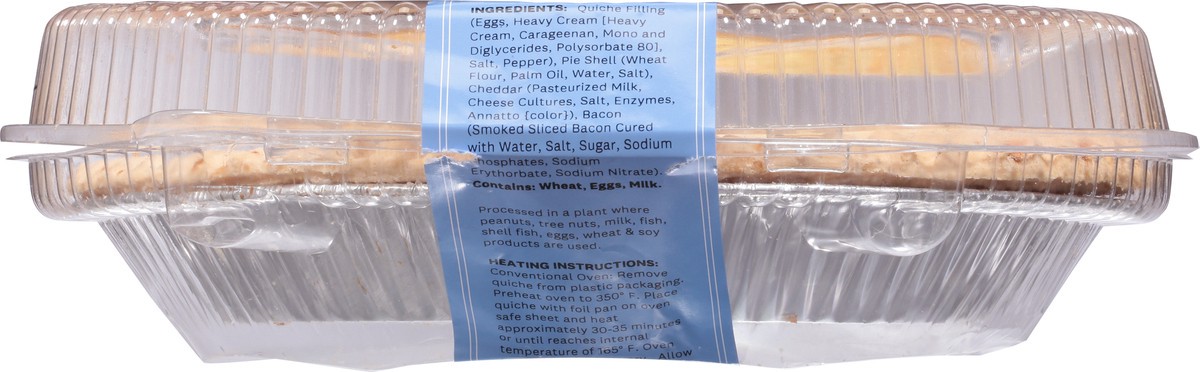 INGREDIENTS: Quiche Filling
(Eggs, Heavy Cream [Heavy
Cream, Carageenan, Mono and
Diglycerides, Polysorbate 80],
Salt, Pepper), Pie Shell (Wheat
Flour, Palm Oil, Water, Salt),
Cheddar (Pasteurized Milk,
Cheese Cultures, Salt, Enzymes,
Annatto [color]), Bacon
(Smoked Sliced Bacon Cured
with Water, Salt, Sugar, Sodium
Phosphates, Sodium
Erythorbate, Sodium Nitrate).
Contains: Wheat, Eggs, Milk.
Processed in a plant where
peanuts, tree nuts, milk, fish,
shell fish, eggs, wheat & soy
products are used.
HEATING INSTRUCTIONS:
Conventional Oven: Remove
quiche from plastic packaging.
Preheat oven to 350° F. Place
quiche with foil pan on oven
safe sheet and heat
approximately 30-35 minutes
or until reaches internal
temperature of 165° F. Oven
Allow